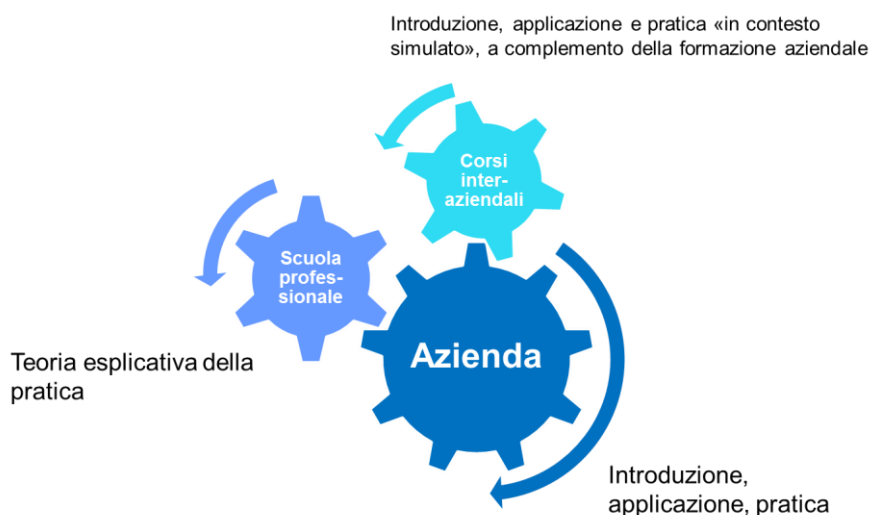 Introduzione, applicazione e pratica «in contesto
simulato», a complemento della formazione aziendale
Corsi
inter-
aziendali
Scuola
profes-
sionale
Azienda
Teoria esplicativa della
pratica
Introduzione,
applicazione, pratica